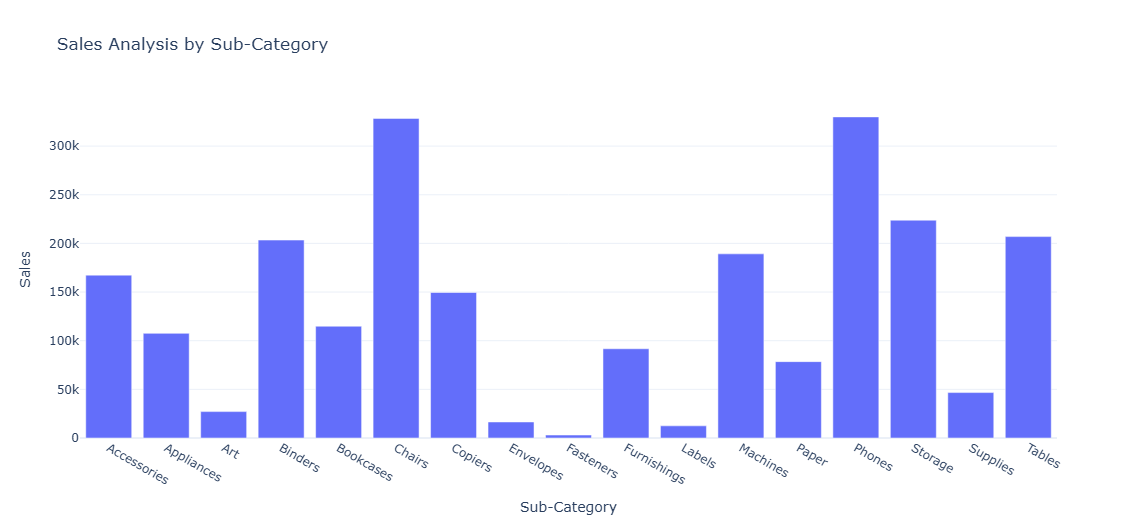 Sales Analysis by Sub-Category
300k
250k
200k
150k
100k
50k
0
Sales
Accessories
Appliances
Art
Binders
Bookcases
Chairs
Copiers
Envelopes
Fasteners
Furnishings
Labels
Machines
Paper
Phones
Storage
Supplies
Tables
Sub-Category